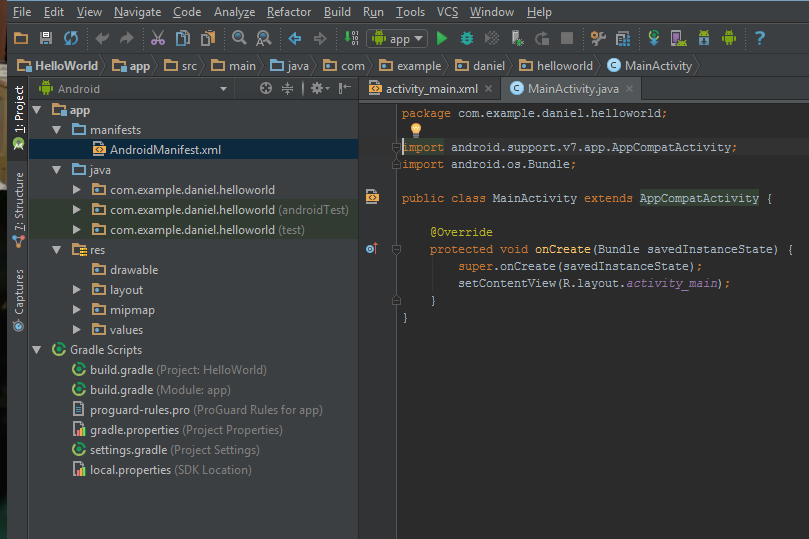 File Edit View Navigate Code Analyze Refactor Build Run Tools VCS Window Help
app
HelloWorld app src main java com example daniel helloworld MainActivity
1: Project
7: Structure
Captures
Android
app
manifests
AndroidManifest.xml
java
com.example.daniel.helloworld
com.example.daniel.helloworld (androidTest)
com.example.daniel.helloworld (test)
res
drawable
layout
mipmap
values
Gradle Scripts
build.gradle (Project: HelloWorld)
build.gradle (Module: app)
proguard-rules.pro (ProGuard Rules for app)
gradle.properties (Project Properties)
settings.gradle (Project Settings)
local.properties (SDK Location)
activity_main.xml MainActivity.java
package com.example.daniel.helloworld;
import android.support.v7.app.AppCompatActivity;
import android.os.Bundle;
public class MainActivity extends AppCompatActivity {
@Override
protected void onCreate(Bundle savedInstanceState) {
super.onCreate(savedInstanceState);
setContentView(R.layout.activity_main);
}
}